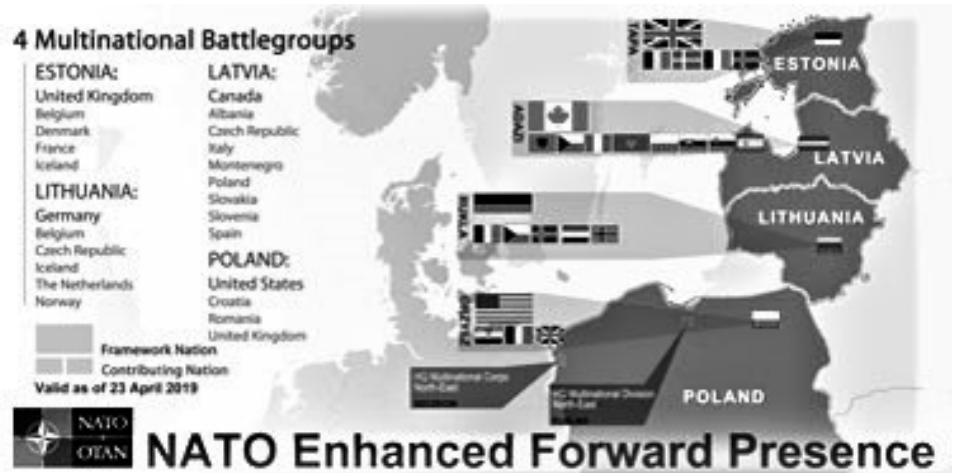 4 Multinational Battlegroups
ESTONIA:
United Kingdom
Belgium
Denmark
France
Iceland
LITHUANIA:
Germany
Belgium
Czech Republic
Iceland
The Netherlands
Norway
LATVIA:
Canada
Albania
Czech Republic
Italy
Montenegro
Poland
Slovakia
Slovenia
Spain
POLAND:
United States
Croatia
Romania
United Kingdom
Framework Nation
Contributing Nation
Valid as of 23 April 2019
TAPA
ESTONIA
ADAZI
LATVIA
RUKLA
LITHUANIA
ORZYSZ
HQ Multinational Corps
North-East
HQ Multinational Division
North-East
POLAND
NATO
OTAN
NATO Enhanced Forward Presence